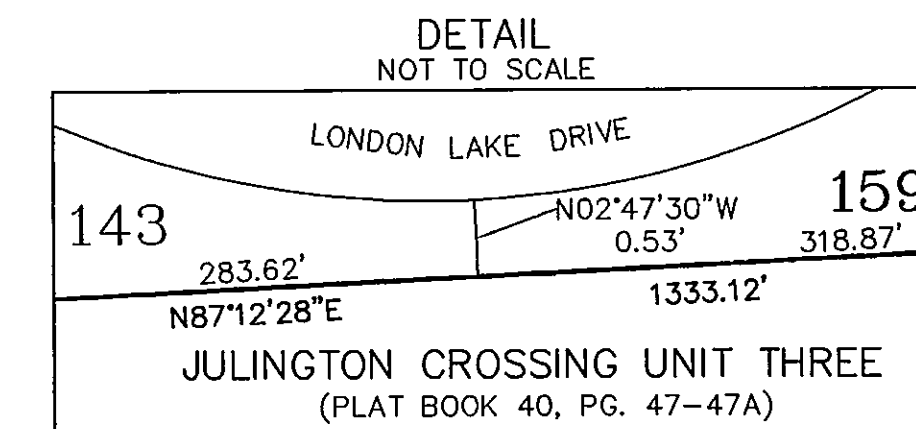 DETAIL
NOT TO SCALE
LONDON LAKE DRIVE
143
N02°47'30"W
0.53'
159
318.87'
283.62'
N87°12'28"E
1333.12'
JULINGTON CROSSING UNIT THREE
(PLAT BOOK 40, PG. 47-47A)